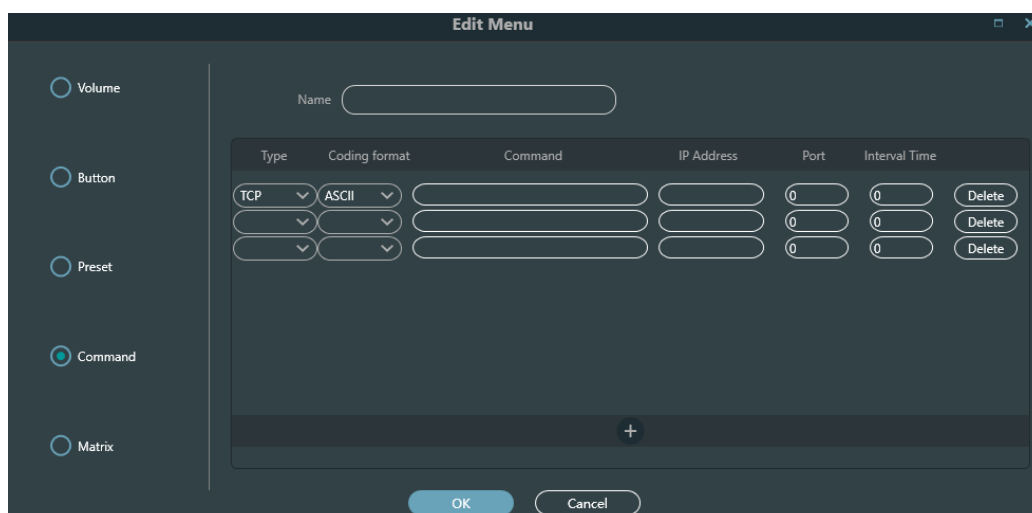 Edit Menu
Volume
Name
Type Coding format Command IP Address Port Interval Time
Button
TCP ASCII 0 0 Delete
0 0 Delete
0 0 Delete
Preset
Command
+
Matrix
OK Cancel